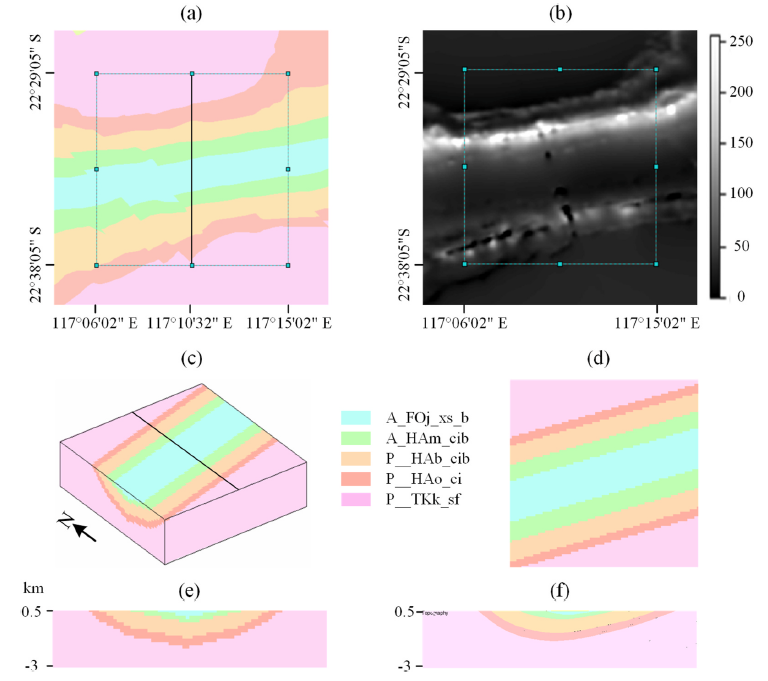 (a)
(b)
22°29'05" S
22°38'05" S
117°06'02" E
117°10'32" E
117°15'02" E
22°29'05"S
22°38'05"S
117°06'02" E
117°15'02" E
250
200
150
100
50
0
(c)
(d)
N
A_FOj_xs_b
A_HAm_cib
P__HAb_cib
P__HAo_ci
P__TKk_sf
(e)
(f)
km
0.5
-3
0.5
Topography
-3